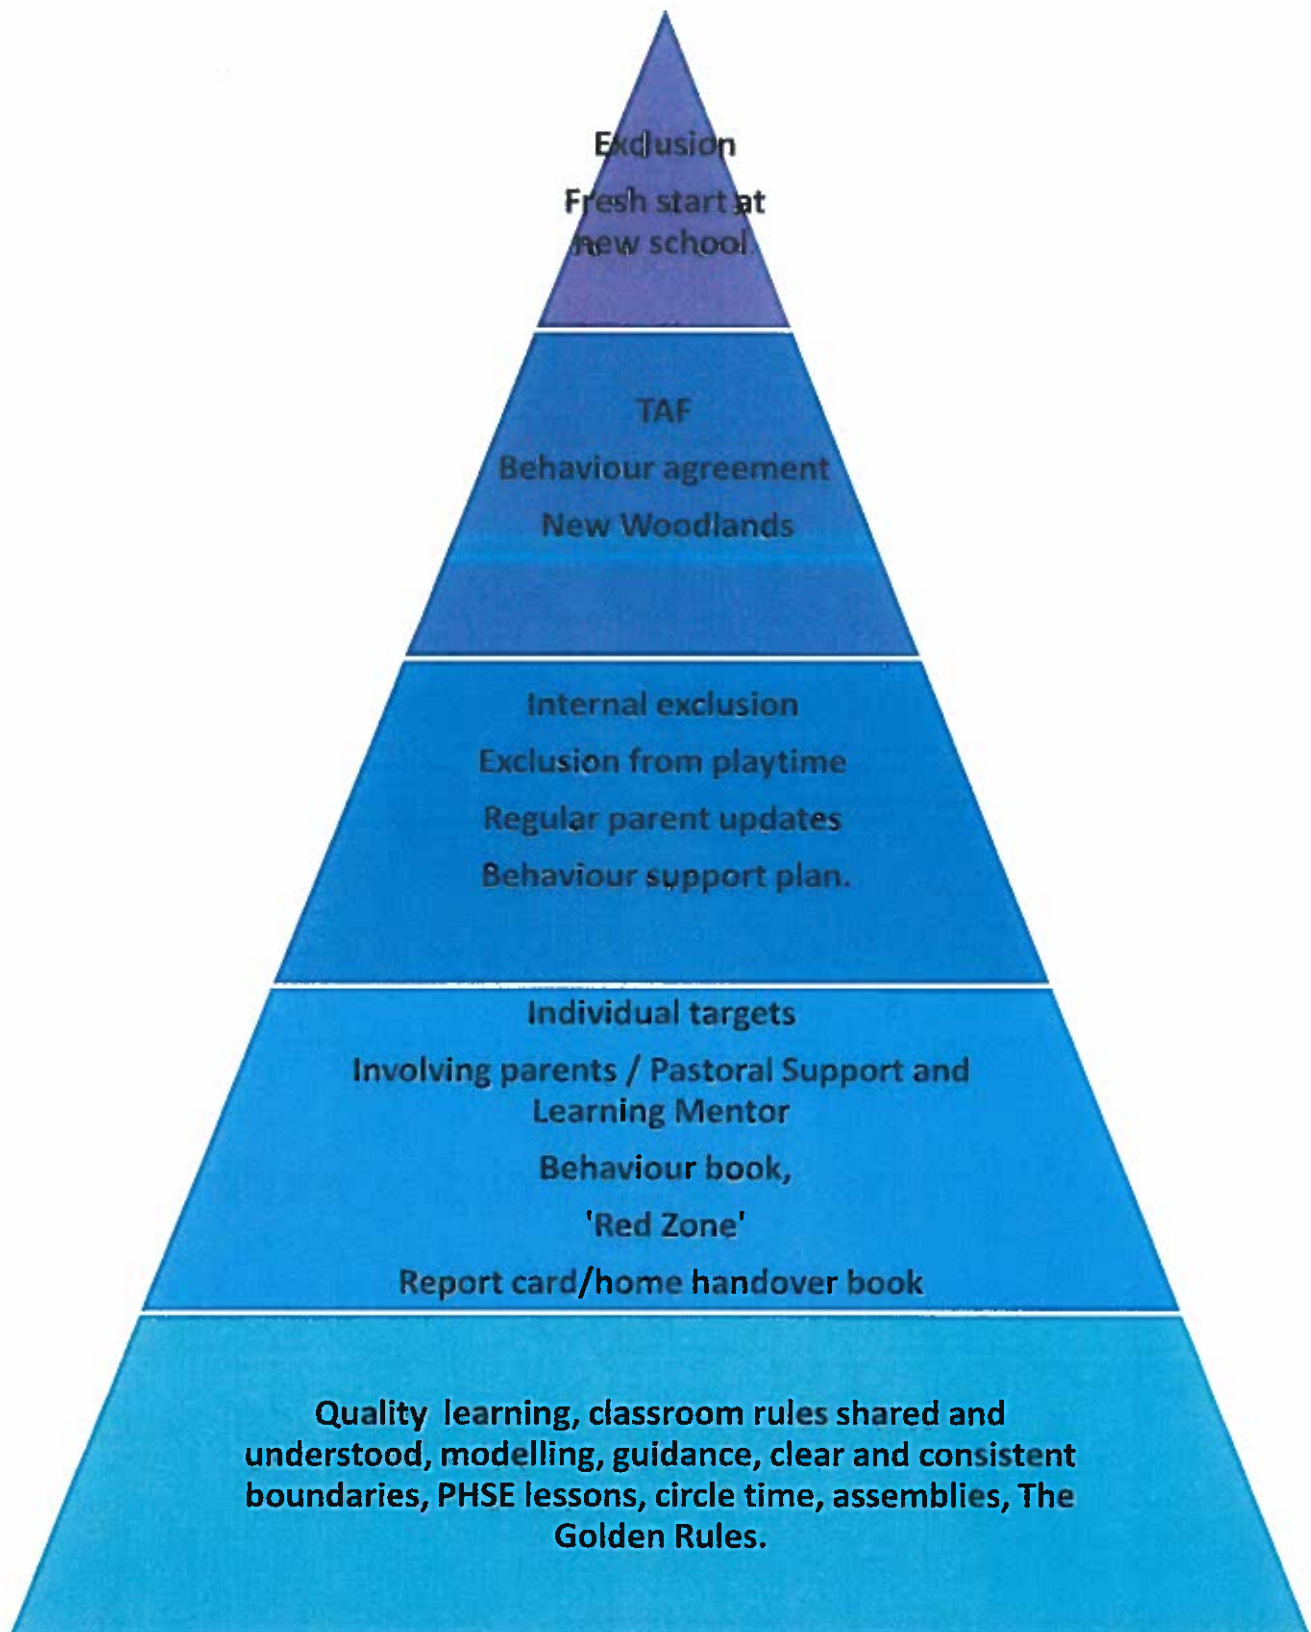 Exclusion
Fresh start at
new school.
TAF
Behaviour agreement
New Woodlands
Internal exclusion
Exclusion from playtime
Regular parent updates
Behaviour support plan.
Individual targets
Involving parents / Pastoral Support and
Learning Mentor
Behaviour book,
'Red Zone'
Report card/home handover book
Quality  learning, classroom rules shared and
understood, modelling, guidance, clear and consistent
boundaries, PHSE lessons, circle time, assemblies, The
Golden Rules.